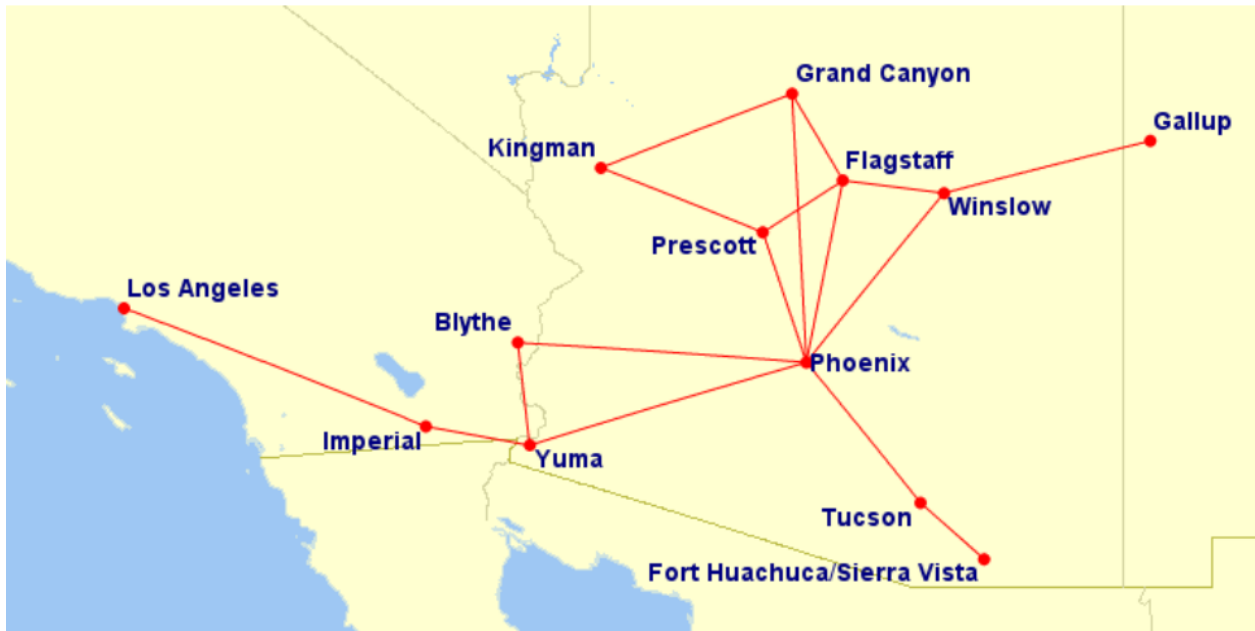 Grand Canyon
Gallup
Kingman
Flagstaff
Winslow
Prescott
Los Angeles
Blythe
Phoenix
Imperial
Yuma
Tucson
Fort Huachuca/Sierra Vista